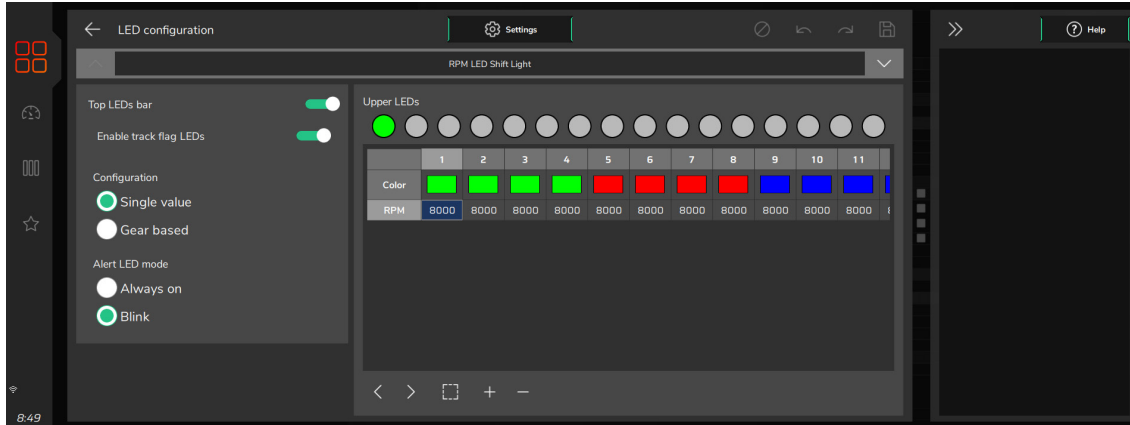 LED configuration
Settings
Help
RPM LED Shift Light
Top LEDs bar
Enable track flag LEDs
Configuration
Single value
Gear based
Alert LED mode
Always on
Blink
Upper LEDs
1 2 3 4 5 6 7 8 9 10 11
Color
RPM 8000 8000 8000 8000 8000 8000 8000 8000 8000 8000 8000
8:49